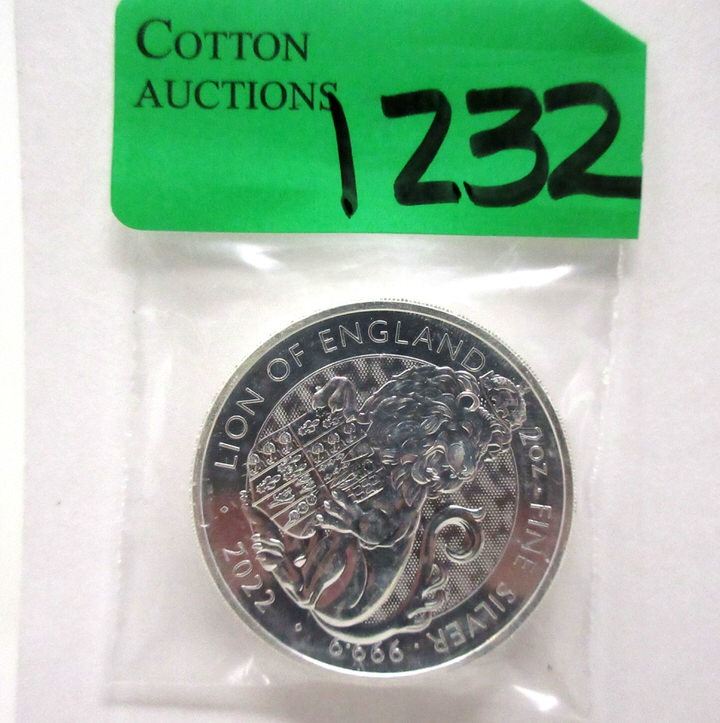 COTTON
AUCTIONS
1232
LION OF ENGLAND
2OZ - FINE SILVER · 999.9
2022